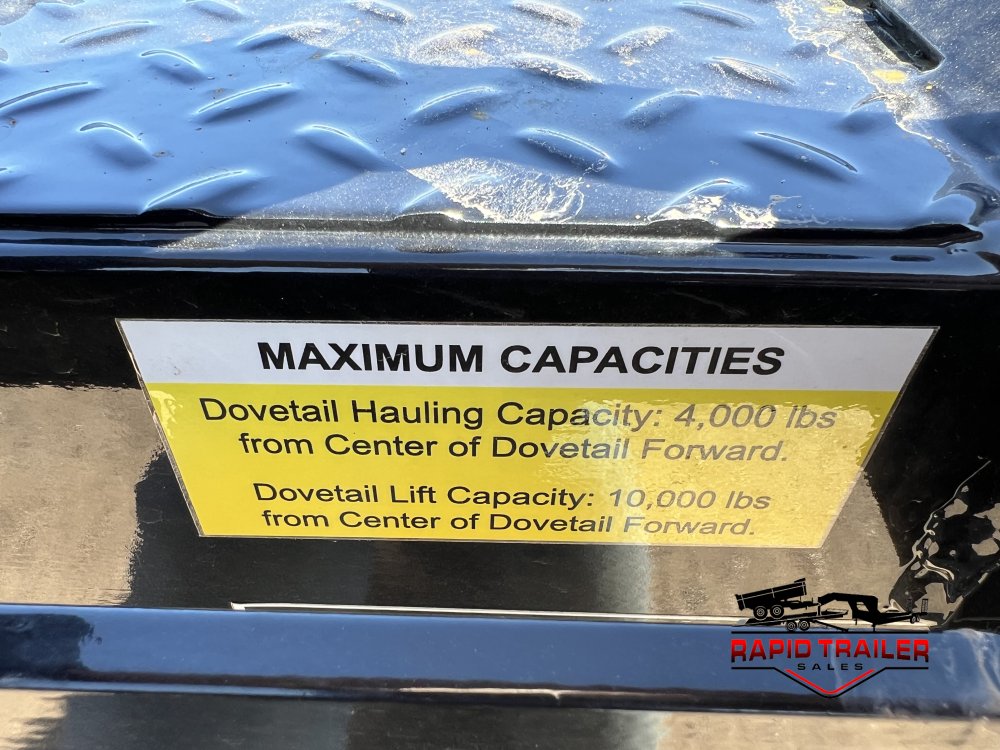 MAXIMUM CAPACITIES
Dovetail Hauling Capacity: 4,000 lbs
from Center of Dovetail Forward.
Dovetail Lift Capacity: 10,000 lbs
from Center of Dovetail Forward.
RAPID TRAILER
SALES